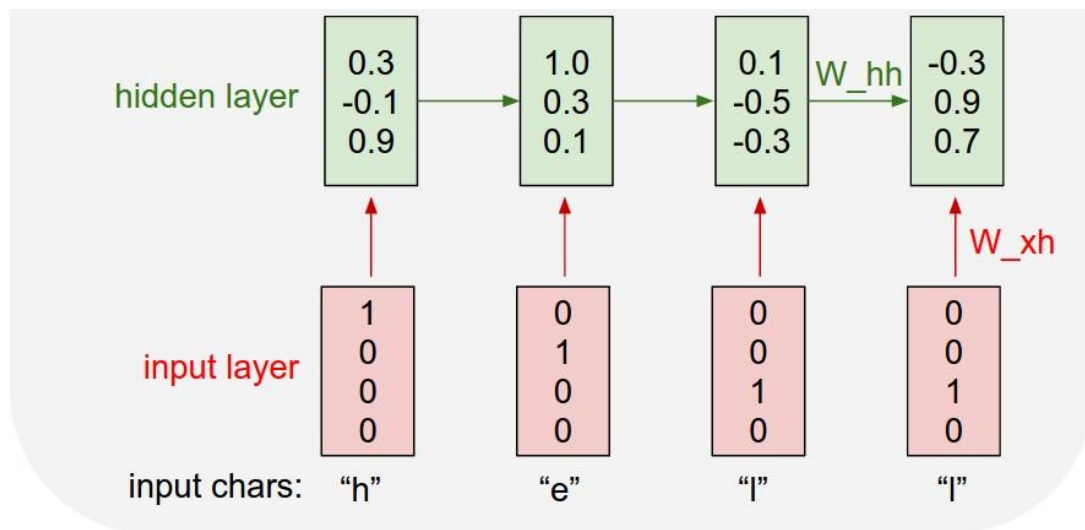 0.3 1.0 0.1 W_hh -0.3
hidden layer -0.1 0.3 -0.5 0.9
0.9 0.1 -0.3 0.7
W_xh
1 0 0 0
0 1 0 0
input layer 0 0 1 1
0 0 0 0
input chars: “h” “e” “l” “l”